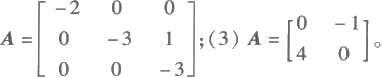 A = [ -2 0 0
0 -3 1
0 0 -3 ]; (3) A = [ 0 -1
4 0 ]。